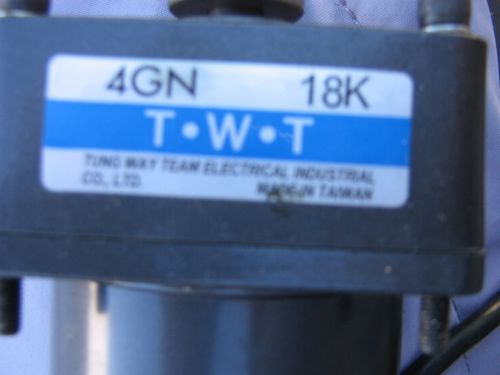 4GN 18K
T•W•T
TUNG WAY TEAM ELECTRICAL INDUSTRIAL
CO., LTD. MADE IN TAIWAN